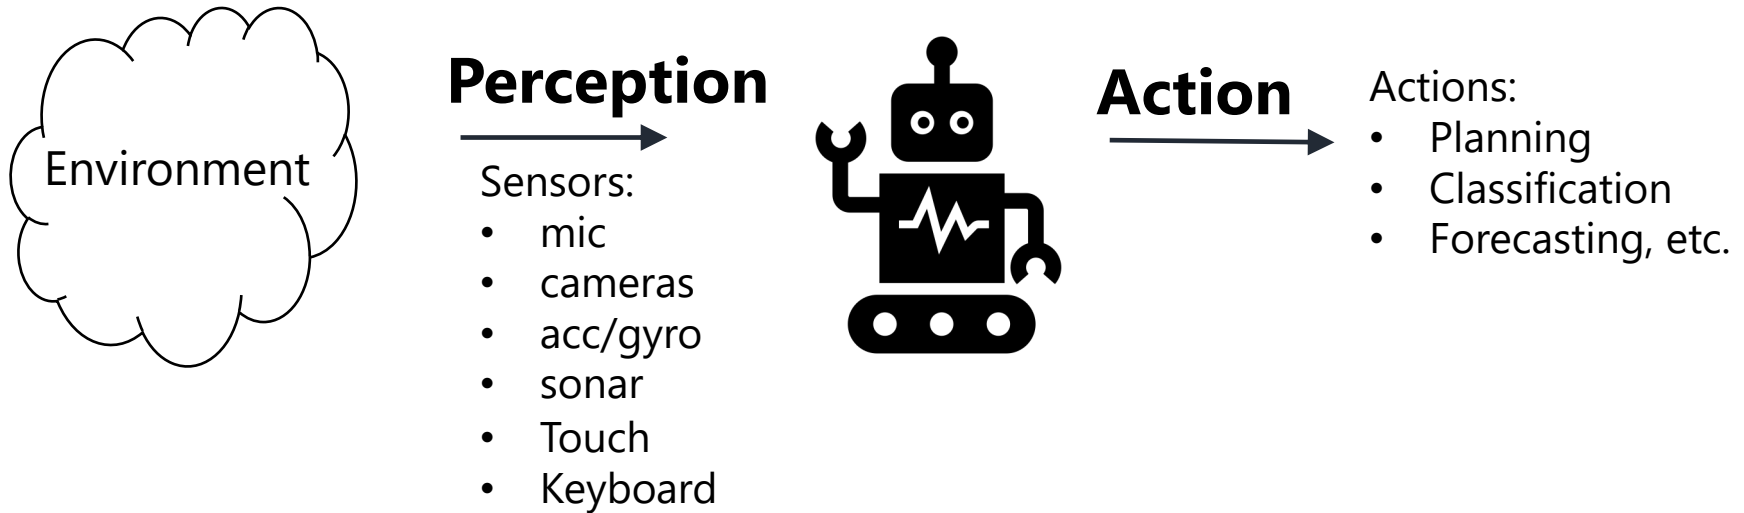 Environment
Perception
Sensors:
• mic
• cameras
• acc/gyro
• sonar
• Touch
• Keyboard
Action
Actions:
• Planning
• Classification
• Forecasting, etc.